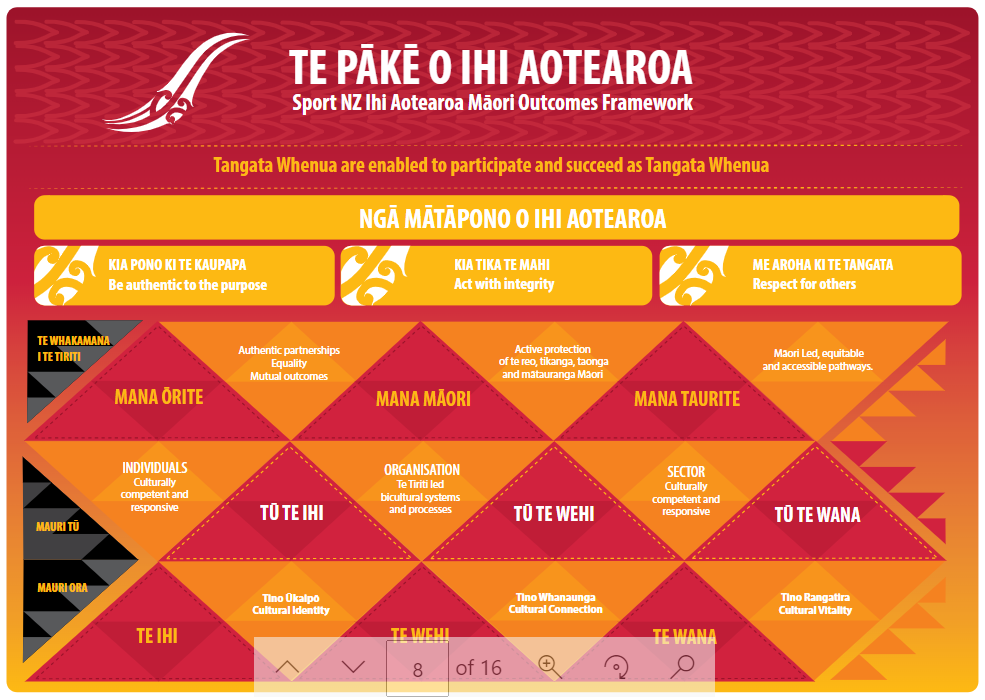 TE PĀKĒ O IHI AOTEAROA
Sport NZ Ihi Aotearoa Māori Outcomes Framework
Tangata Whenua are enabled to participate and succeed as Tangata Whenua
NGĀ MĀTĀPONO O IHI AOTEAROA
KIA PONO KI TE KAUPAPA
Be authentic to the purpose
KIA TIKA TE MAHI
Act with integrity
ME AROHA KI TE TANGATA
Respect for others
TE WHAKAMANA
I TE TIRITI
MANA ŌRITE
Authentic partnerships
Equality
Mutual outcomes
MANA MĀORI
Active protection
of te reo, tikanga, taonga
and mātauranga Māori
MANA TAURITE
Māori Led, equitable
and accessible pathways.
MAURI TŪ
INDIVIDUALS
Culturally
competent and
responsive
TŪ TE IHI
ORGANISATION
Te Tiriti led
bicultural systems
and processes
TŪ TE WEHI
SECTOR
Culturally
competent and
responsive
TŪ TE WANA
MAURI ORA
TE IHI
Tino Ūkaipō
Cultural Identity
TE WEHI
Tino Whanaunga
Cultural Connection
TE WANA
Tino Rangatira
Cultural Vitality
8 of 16